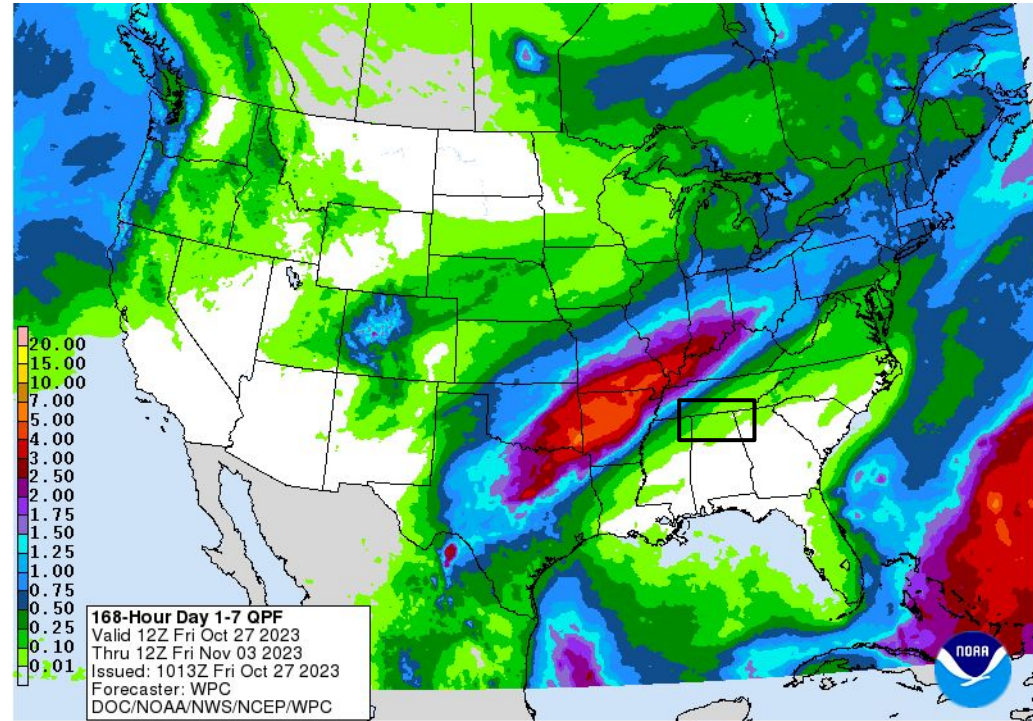 20.00
15.00
10.00
7.00
5.00
4.00
3.00
2.50
2.00
1.75
1.50
1.25
1.00
0.75
0.50
0.25
0.10
0.01
168-Hour Day 1-7 QPF
Valid 12Z Fri Oct 27 2023
Thru 12Z Fri Nov 03 2023
Issued: 1013Z Fri Oct 27 2023
Forecaster: WPC
DOC/NOAA/NWS/NCEP/WPC
NOAA